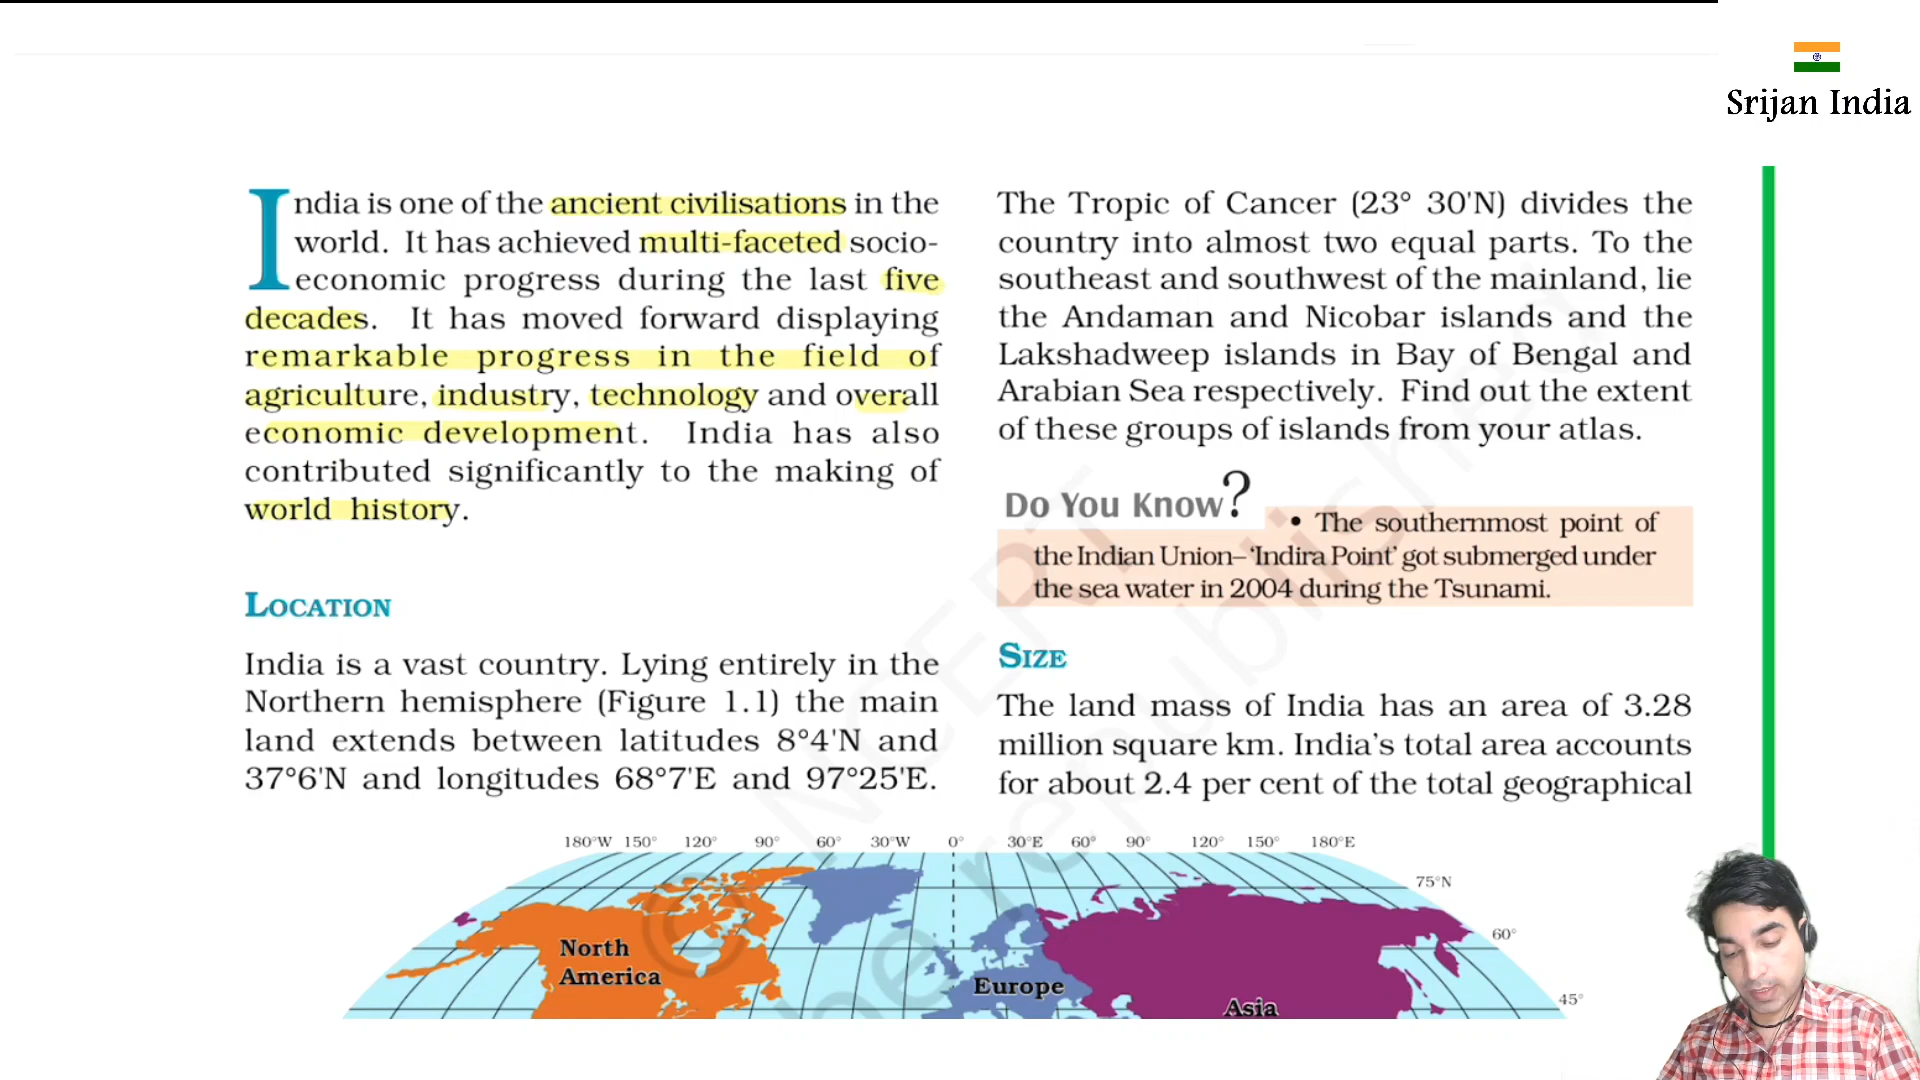 Srijan India
India is one of the ancient civilisations in the
world. It has achieved multi-faceted socio-
economic progress during the last five
decades. It has moved forward displaying
remarkable progress in the field of
agriculture, industry, technology and overall
economic development. India has also
contributed significantly to the making of
world history.
LOCATION
India is a vast country. Lying entirely in the
Northern hemisphere (Figure 1.1) the main
land extends between latitudes 8°4'N and
37°6'N and longitudes 68°7'E and 97°25'E.
The Tropic of Cancer (23° 30'N) divides the
country into almost two equal parts. To the
southeast and southwest of the mainland, lie
the Andaman and Nicobar islands and the
Lakshadweep islands in Bay of Bengal and
Arabian Sea respectively. Find out the extent
of these groups of islands from your atlas.
Do You Know?
• The southernmost point of
the Indian Union–‘Indira Point’ got submerged under
the sea water in 2004 during the Tsunami.
SIZE
The land mass of India has an area of 3.28
million square km. India’s total area accounts
for about 2.4 per cent of the total geographical
180°W 150° 120° 90° 60° 30°W 0° 30°E 60° 90° 120° 150° 180°E
75°N
60°
45°
North
America
Europe
Asia
© NCERT
be republished